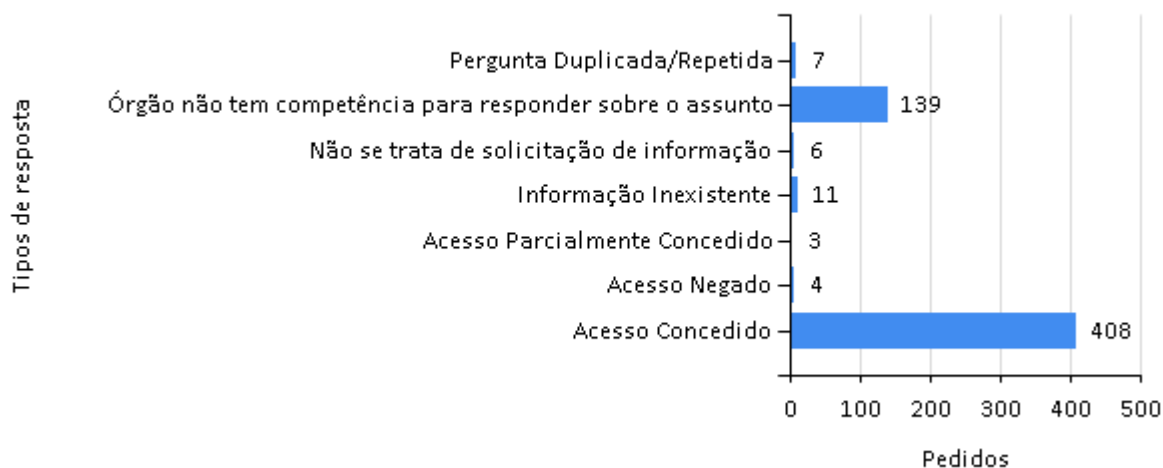 Tipos de resposta
Pergunta Duplicada/Repetida 7
Órgão não tem competência para responder sobre o assunto 139
Não se trata de solicitação de informação 6
Informação Inexistente 11
Acesso Parcialmente Concedido 3
Acesso Negado 4
Acesso Concedido 408
0 100 200 300 400 500
Pedidos